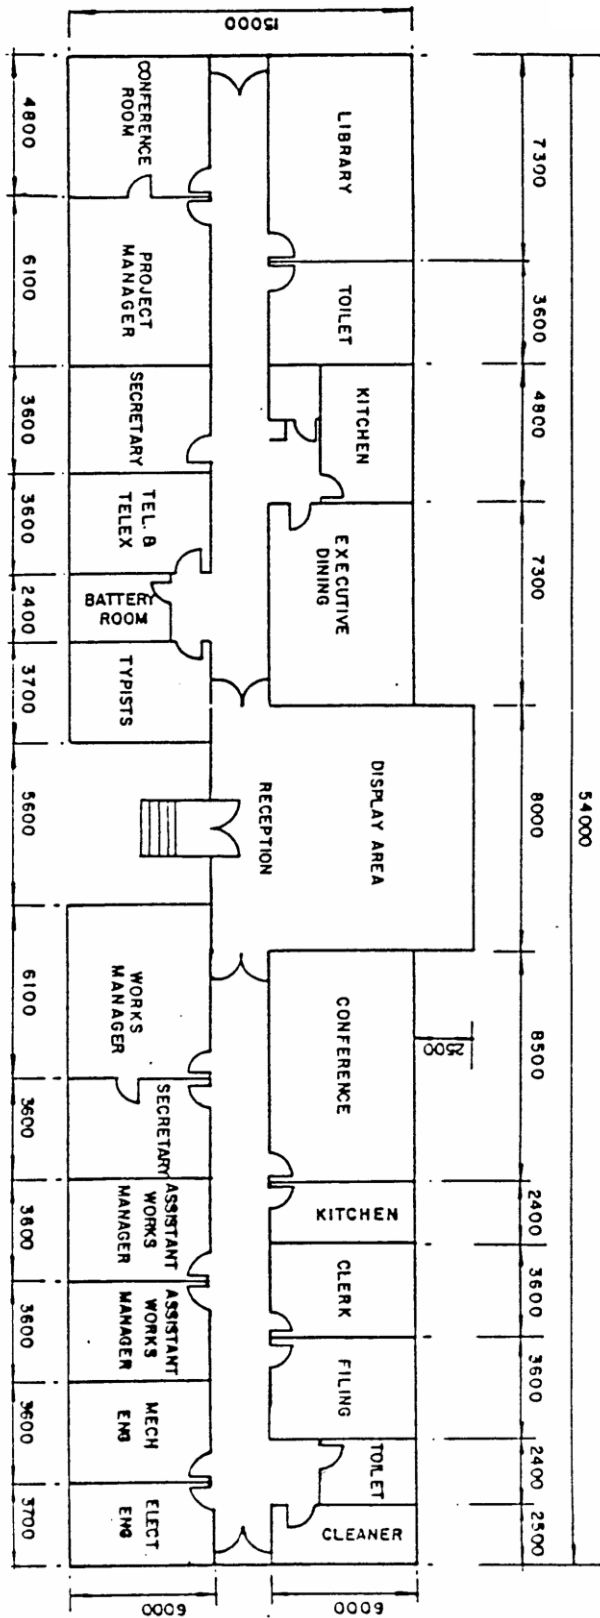 54000
7300
3600
4800
7300
8000
8500
2400
3600
3600
2400
2500
15000
2500
6000
6000
LIBRARY
TOILET
KITCHEN
EXECUTIVE
DINING
DISPLAY AREA
RECEPTION
CONFERENCE
KITCHEN
CLERK
FILING
TOILET
CLEANER
CONFERENCE
ROOM
PROJECT
MANAGER
SECRETARY
TEL. &
TELEX
BATTERY
ROOM
TYPISTS
WORKS
MANAGER
SECRETARY
ASSISTANT
WORKS
MANAGER
ASSISTANT
WORKS
MANAGER
MECH
ENG
ELECT
ENG
4800
6100
3600
3600
2400
3700
5600
6100
3600
3600
3600
3600
3700